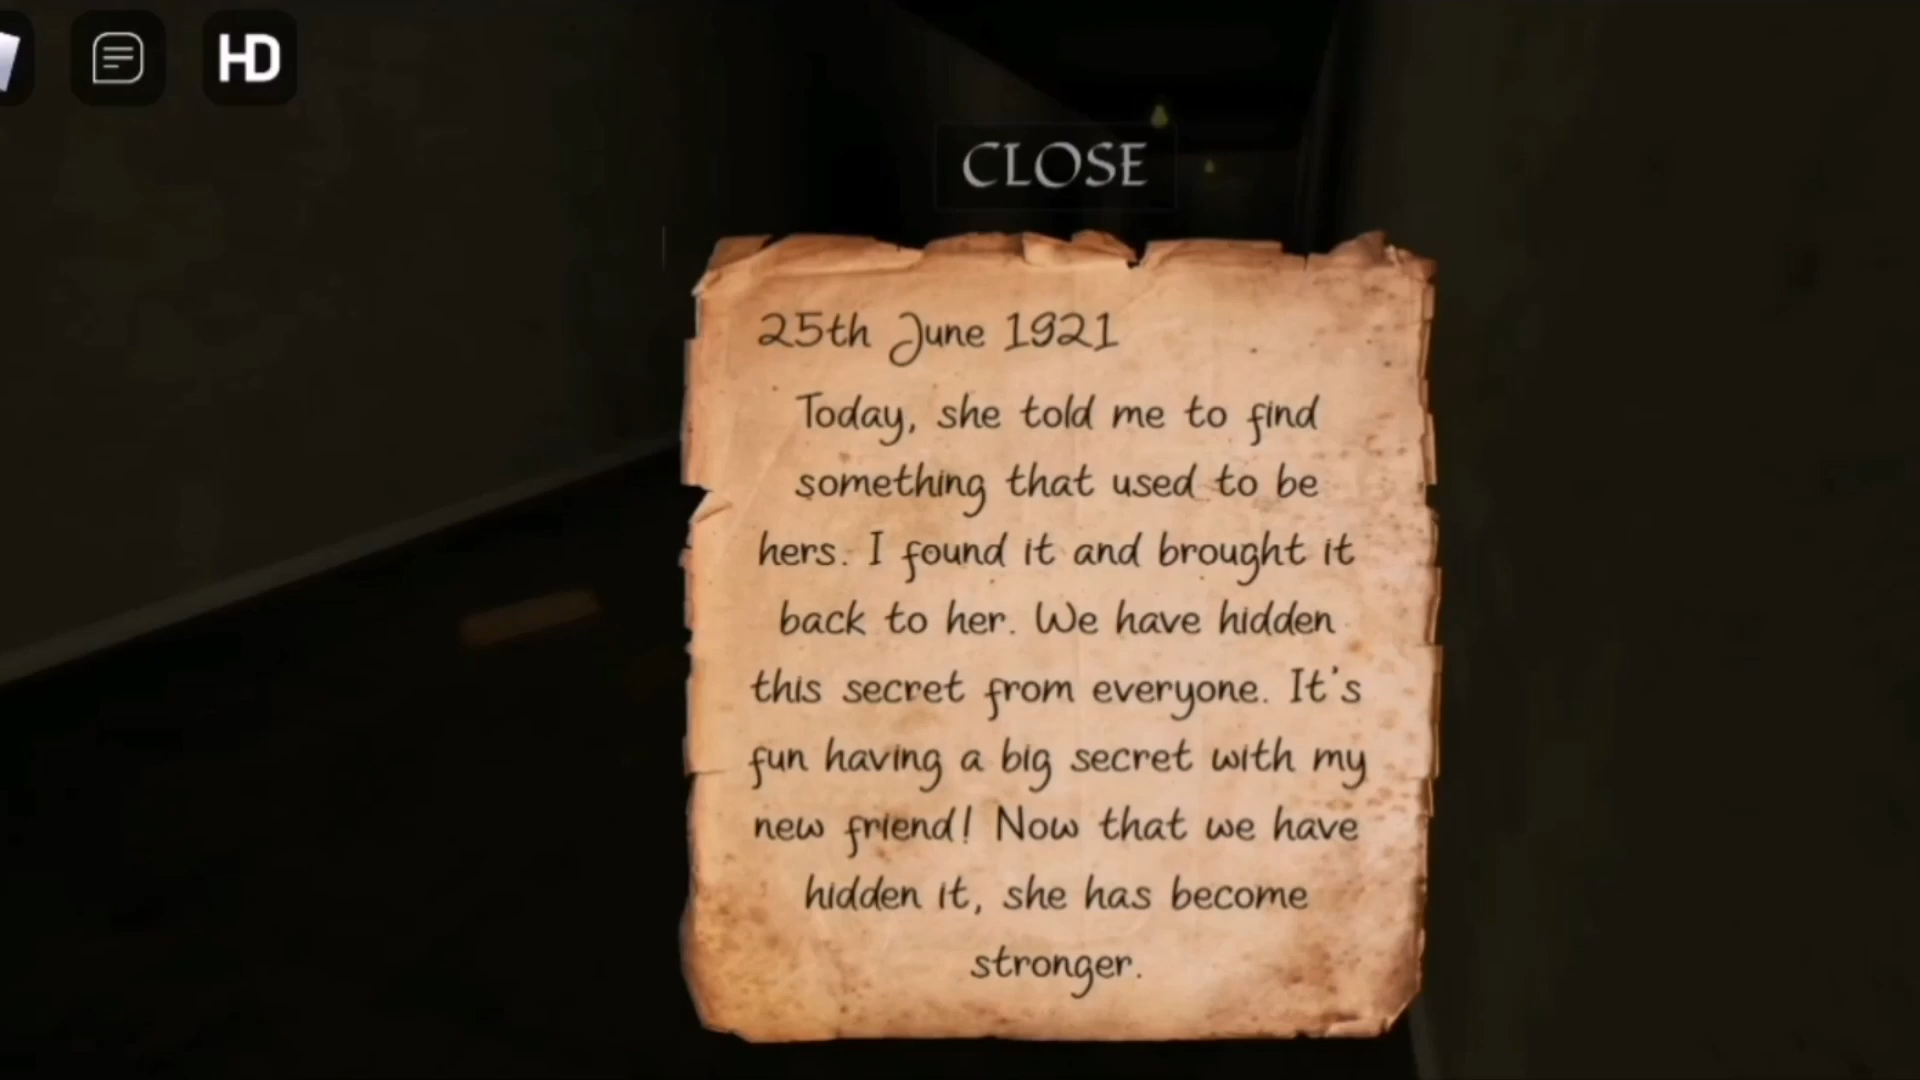 HD
CLOSE
25th June 1921
Today, she told me to find
something that used to be
hers. I found it and brought it
back to her. We have hidden
this secret from everyone. It's
fun having a big secret with my
new friend! Now that we have
hidden it, she has become
stronger.